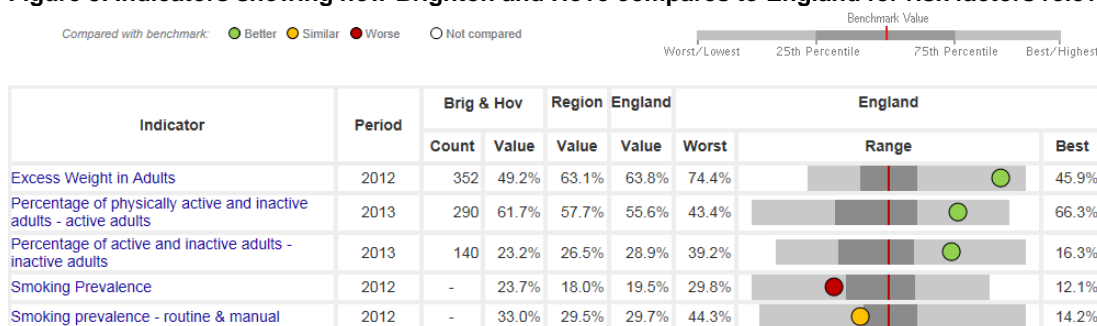 Compared with benchmark: Better Similar Worse Not compared
Benchmark Value
Worst/Lowest 25th Percentile 75th Percentile Best/Highest
Indicator Period Brig & Hov Region England England
Count Value Value Value Worst Range Best
Excess Weight in Adults 2012 352 49.2% 63.1% 63.8% 74.4% 45.9%
Percentage of physically active and inactive
adults - active adults 2013 290 61.7% 57.7% 55.6% 43.4% 66.3%
Percentage of active and inactive adults -
inactive adults 2013 140 23.2% 26.5% 28.9% 39.2% 16.3%
Smoking Prevalence 2012 - 23.7% 18.0% 19.5% 29.8% 12.1%
Smoking prevalence - routine & manual 2012 - 33.0% 29.5% 29.7% 44.3% 14.2%